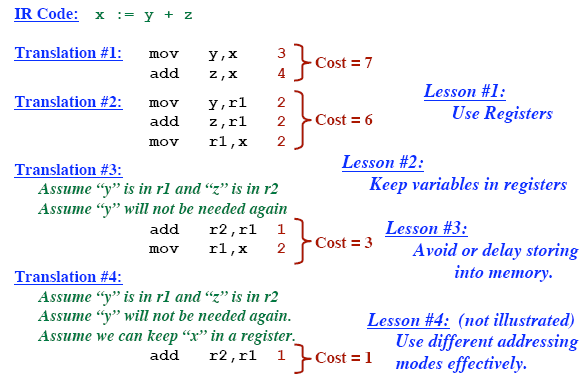 IR Code: x := y + z
Translation #1: mov y,x 3
add z,x 4
Cost = 7
Translation #2: mov y,r1 2
add z,r1 2
mov r1,x 2
Cost = 6
Lesson #1:
Use Registers
Lesson #2:
Keep variables in registers
Translation #3:
Assume “y” is in r1 and “z” is in r2
Assume “y” will not be needed again
add r2,r1 1
mov r1,x 2
Cost = 3
Lesson #3:
Avoid or delay storing
into memory.
Translation #4:
Assume “y” is in r1 and “z” is in r2
Assume “y” will not be needed again.
Assume we can keep “x” in a register.
add r2,r1 1
Cost = 1
Lesson #4: (not illustrated)
Use different addressing
modes effectively.